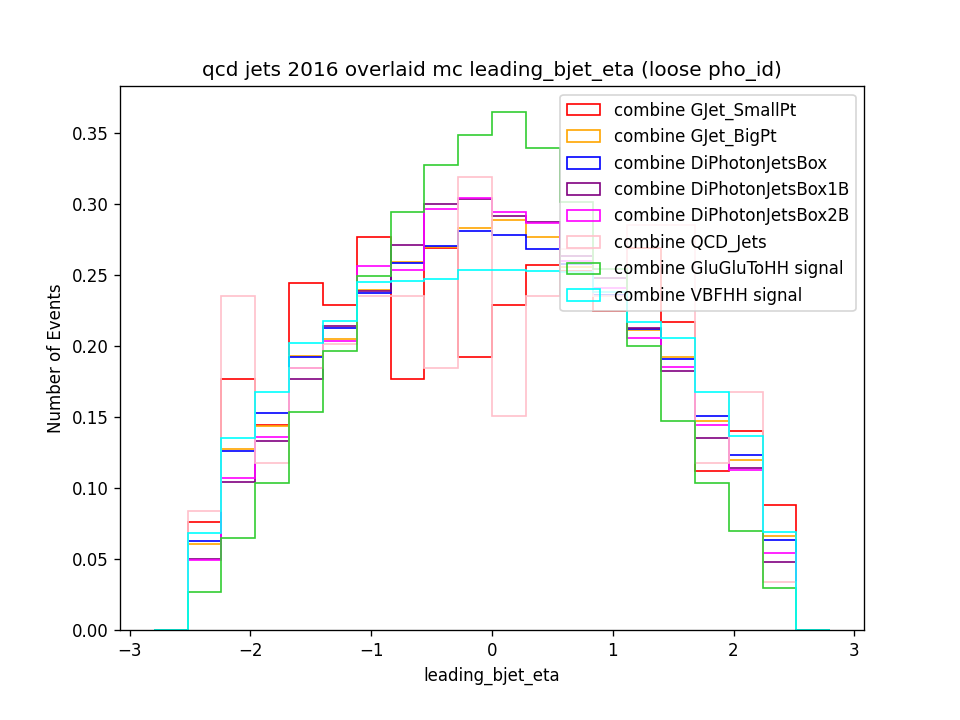 qcd jets 2016 overlaid mc leading_bjet_eta (loose pho_id)
combine GJet_SmallPt
combine GJet_BigPt
combine DiPhotonJetsBox
combine DiPhotonJetsBox1B
combine DiPhotonJetsBox2B
combine QCD_Jets
combine GluGluToHH signal
combine VBFHH signal
Number of Events
0.35
0.30
0.25
0.20
0.15
0.10
0.05
0.00
−3
−2
−1
0
1
2
3
leading_bjet_eta